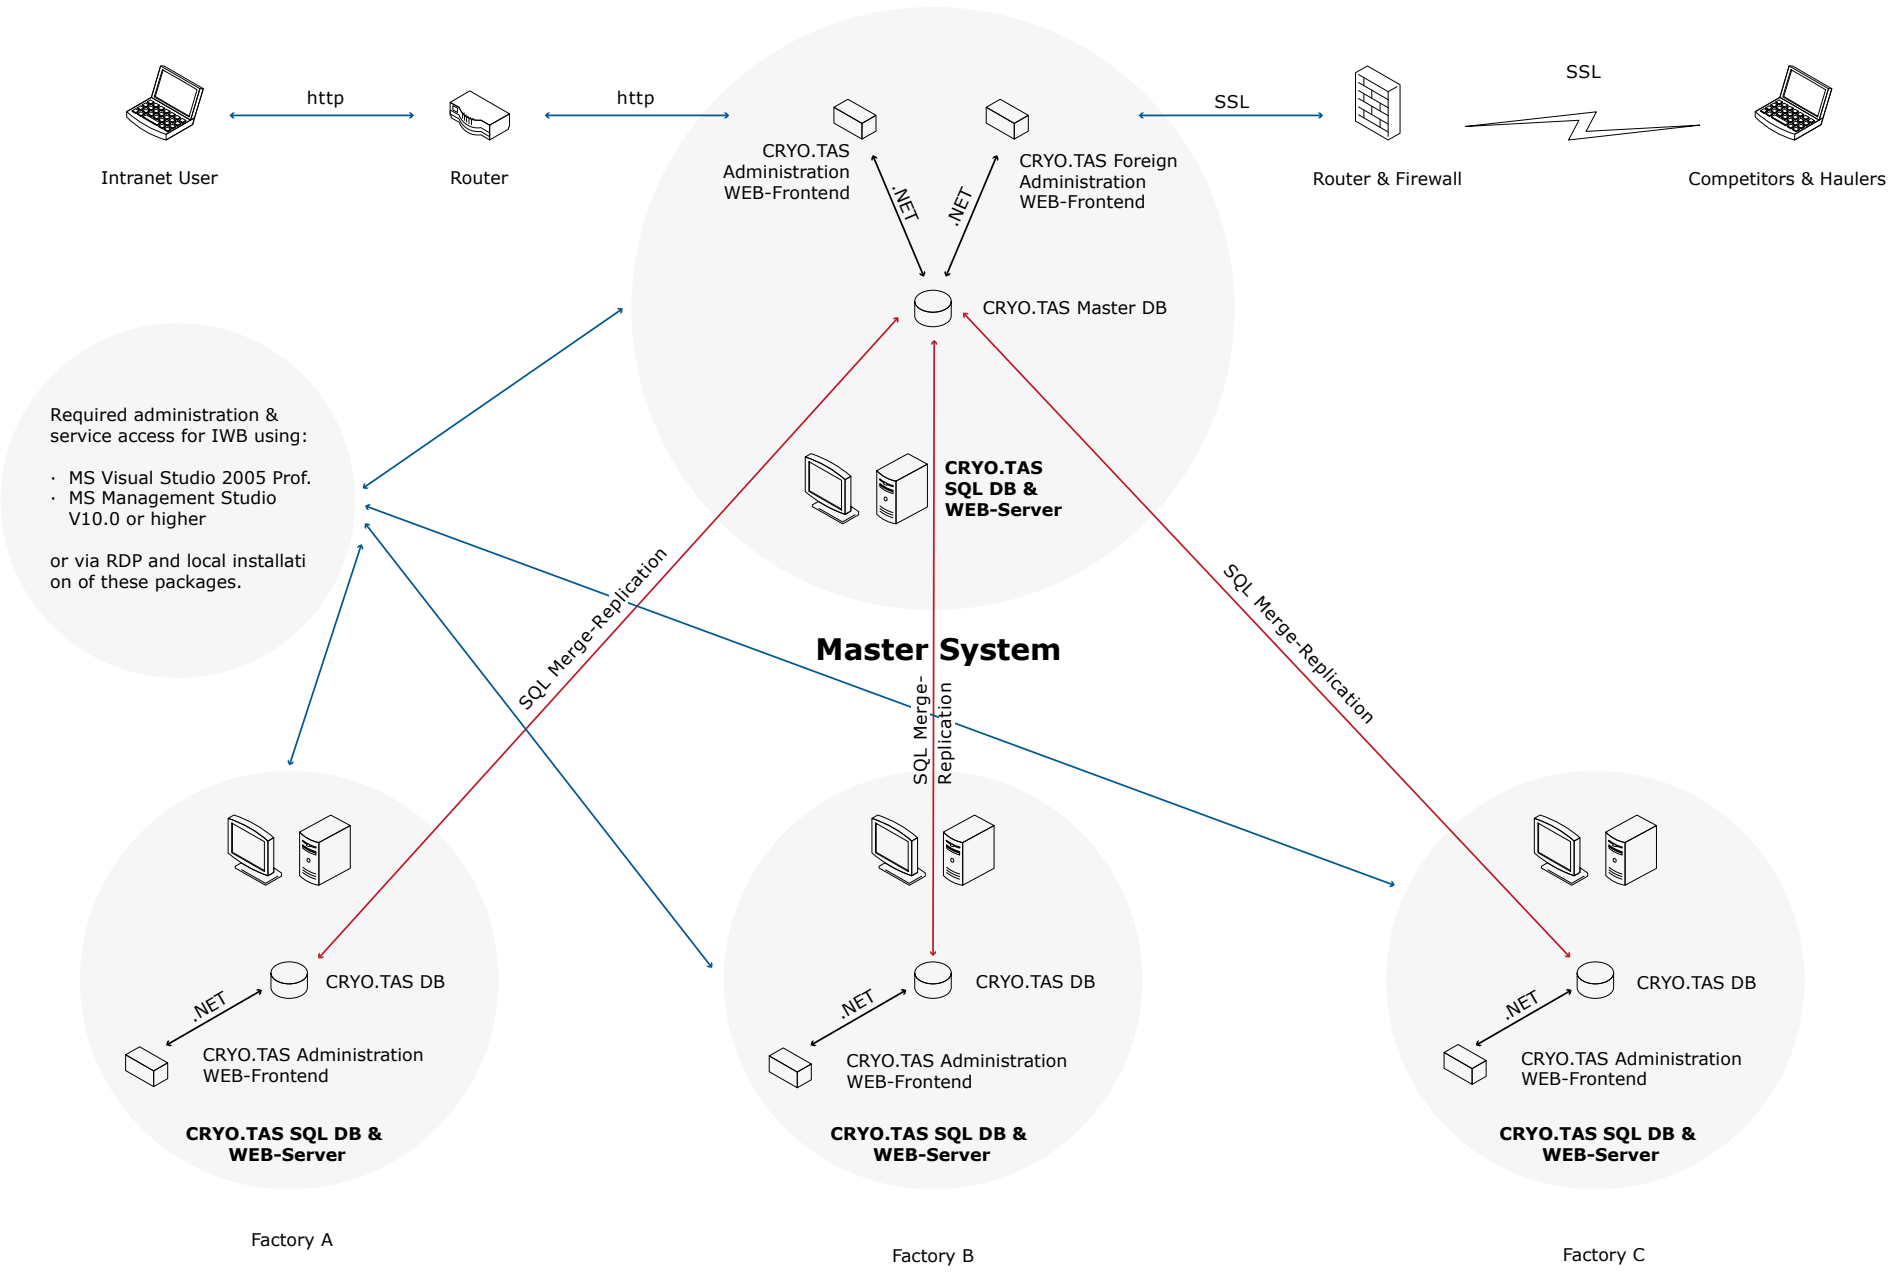 http
http
SSL
SSL
Intranet User
Router
CRYO.TAS
Administration
WEB-Frontend
CRYO.TAS Foreign
Administration
WEB-Frontend
Router & Firewall
Competitors & Haulers
.NET
.NET
CRYO.TAS Master DB
Required administration &
service access for IWB using:
· MS Visual Studio 2005 Prof.
· MS Management Studio
V10.0 or higher
or via RDP and local installati
on of these packages.
CRYO.TAS
SQL DB &
WEB-Server
Master System
SQL Merge-Replication
SQL Merge-
Replication
SQL Merge-Replication
CRYO.TAS DB
.NET
CRYO.TAS Administration
WEB-Frontend
CRYO.TAS SQL DB &
WEB-Server
Factory A
CRYO.TAS DB
.NET
CRYO.TAS Administration
WEB-Frontend
CRYO.TAS SQL DB &
WEB-Server
Factory B
CRYO.TAS DB
.NET
CRYO.TAS Administration
WEB-Frontend
CRYO.TAS SQL DB &
WEB-Server
Factory C